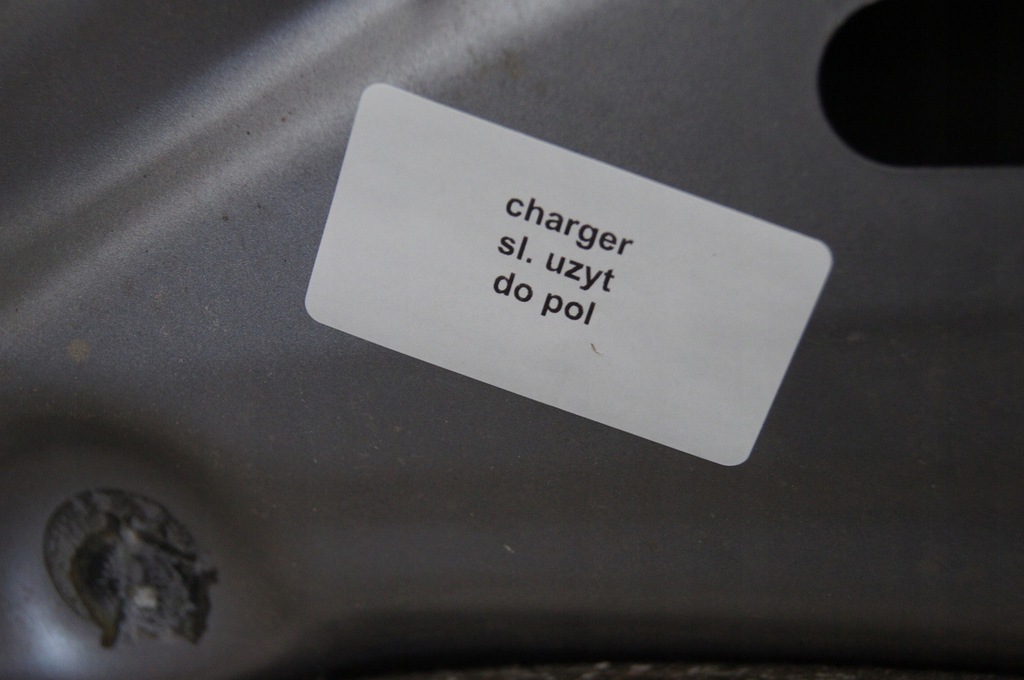 charger
sl. uzyt
do pol